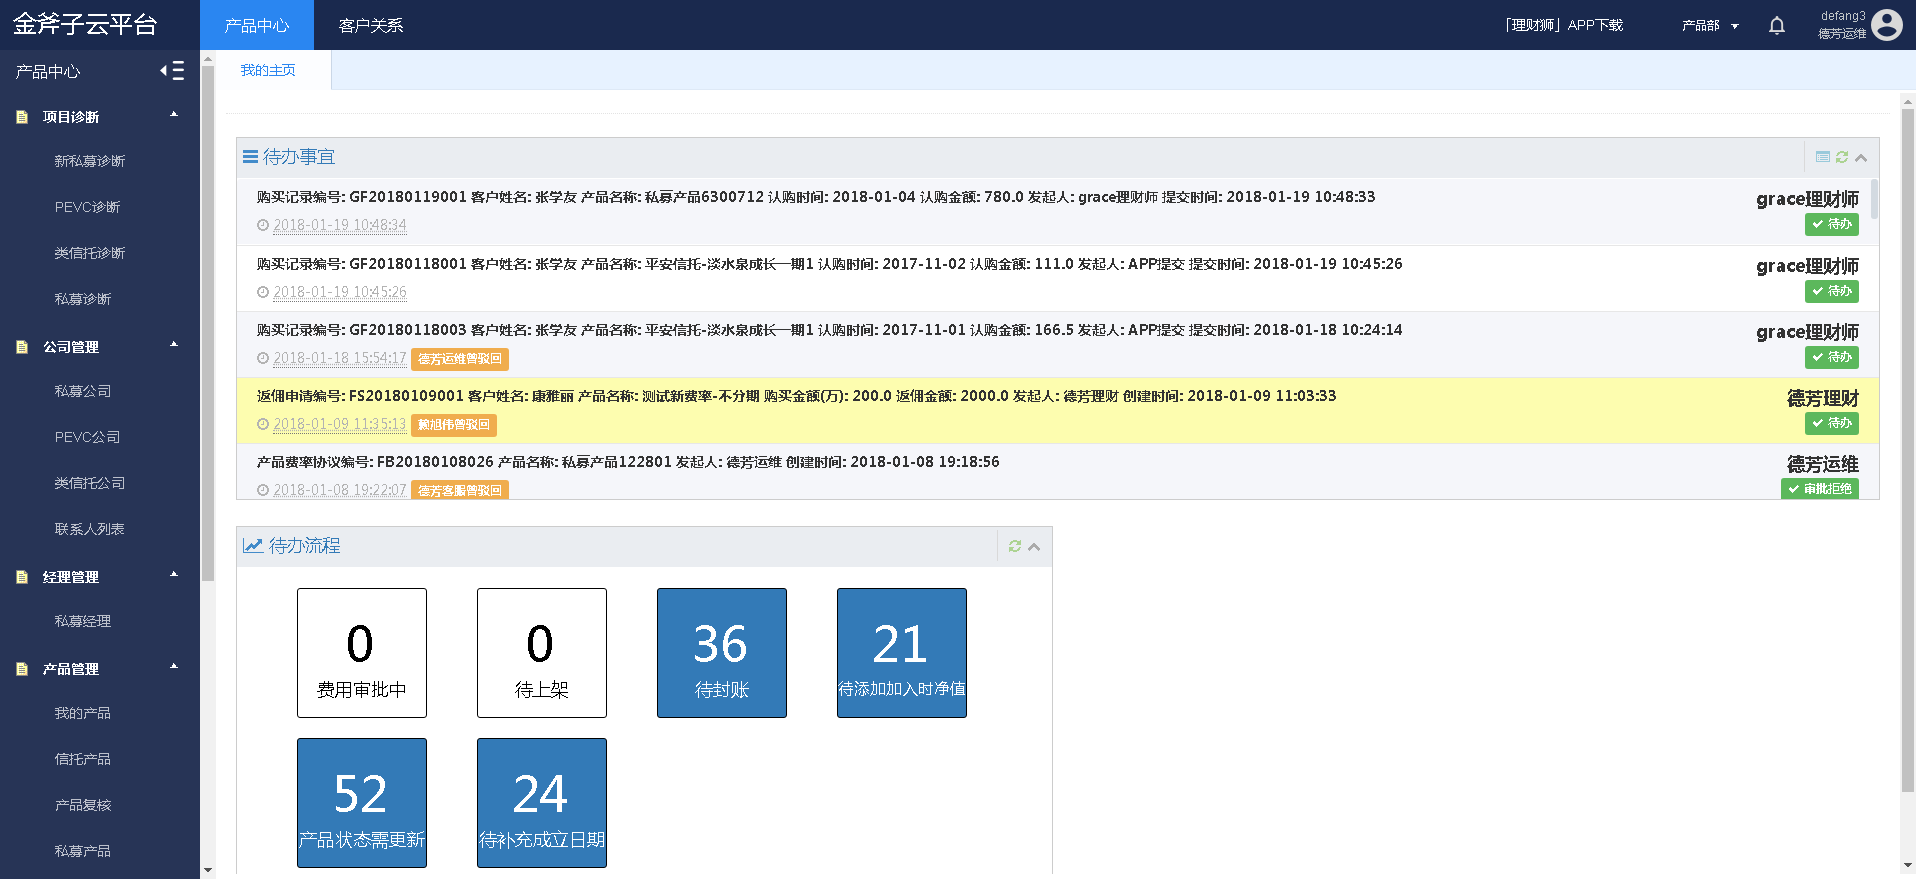 金斧子云平台
产品中心
客户关系
「理财狮」APP下载
产品部
defang3
德芳运维
产品中心
项目诊断
新私募诊断
PEVC诊断
类信托诊断
私募诊断
公司管理
私募公司
PEVC公司
类信托公司
联系人列表
经理管理
私募经理
产品管理
我的产品
信托产品
产品复核
私募产品
我的主页
待办事宜
购买记录编号: GF20180119001 客户姓名: 张学友 产品名称: 私募产品6300712 认购时间: 2018-01-04 认购金额: 780.0 发起人: grace理财师 提交时间: 2018-01-19 10:48:33
grace理财师
2018-01-19 10:48:34
待办
购买记录编号: GF20180118001 客户姓名: 张学友 产品名称: 平安信托-淡水泉成长一期1 认购时间: 2017-11-02 认购金额: 111.0 发起人: APP提交 提交时间: 2018-01-19 10:45:26
grace理财师
2018-01-19 10:45:26
待办
购买记录编号: GF20180118003 客户姓名: 张学友 产品名称: 平安信托-淡水泉成长一期1 认购时间: 2017-11-01 认购金额: 166.5 发起人: APP提交 提交时间: 2018-01-18 10:24:14
grace理财师
2018-01-18 15:54:17 德芳运维曾驳回
待办
返佣申请编号: FS20180109001 客户姓名: 康雅丽 产品名称: 测试新费率-不分期 购买金额(万): 200.0 返佣金额: 2000.0 发起人: 德芳理财 创建时间: 2018-01-09 11:03:33
德芳理财
2018-01-09 11:35:13 赖旭伟曾驳回
待办
产品费率协议编号: FB20180108026 产品名称: 私募产品122801 发起人: 德芳运维 创建时间: 2018-01-08 19:18:56
德芳运维
2018-01-08 19:22:07 德芳客服曾驳回
审批拒绝
待办流程
0
费用审批中
0
待上架
36
待封账
21
待添加加入时净值
52
产品状态需更新
24
待补充成立日期